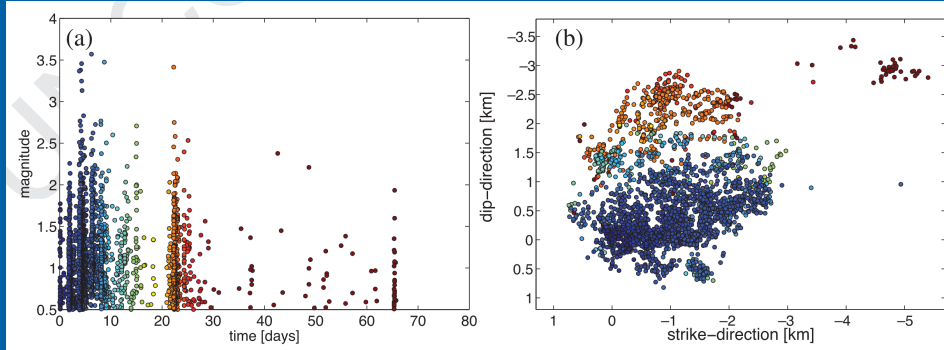 (a)
4
3.5
3
2.5
2
1.5
1
0.5
magnitude
0 10 20 30 40 50 60 70 80
time [days]
(b)
−3.5
−3
−2.5
2
1.5
1
0.5
0
0.5
1
dip−direction [km]
1 0 −1 −2 −3 −4 −5
strike−direction [km]